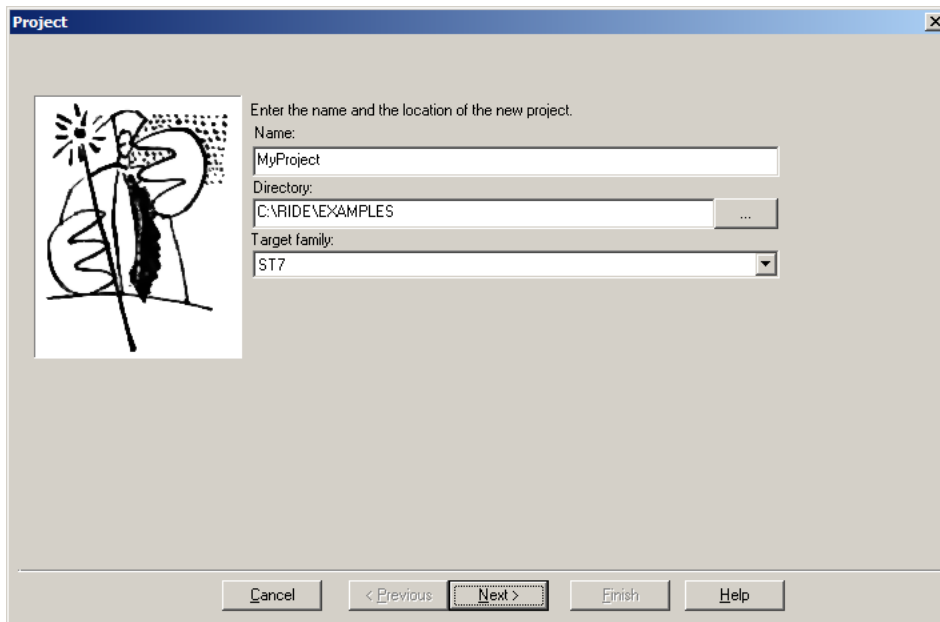 Project
Enter the name and the location of the new project.
Name:
MyProject
Directory:
C:\RIDE\EXAMPLES
...
Target family:
ST7
Cancel < Previous Next > Finish Help